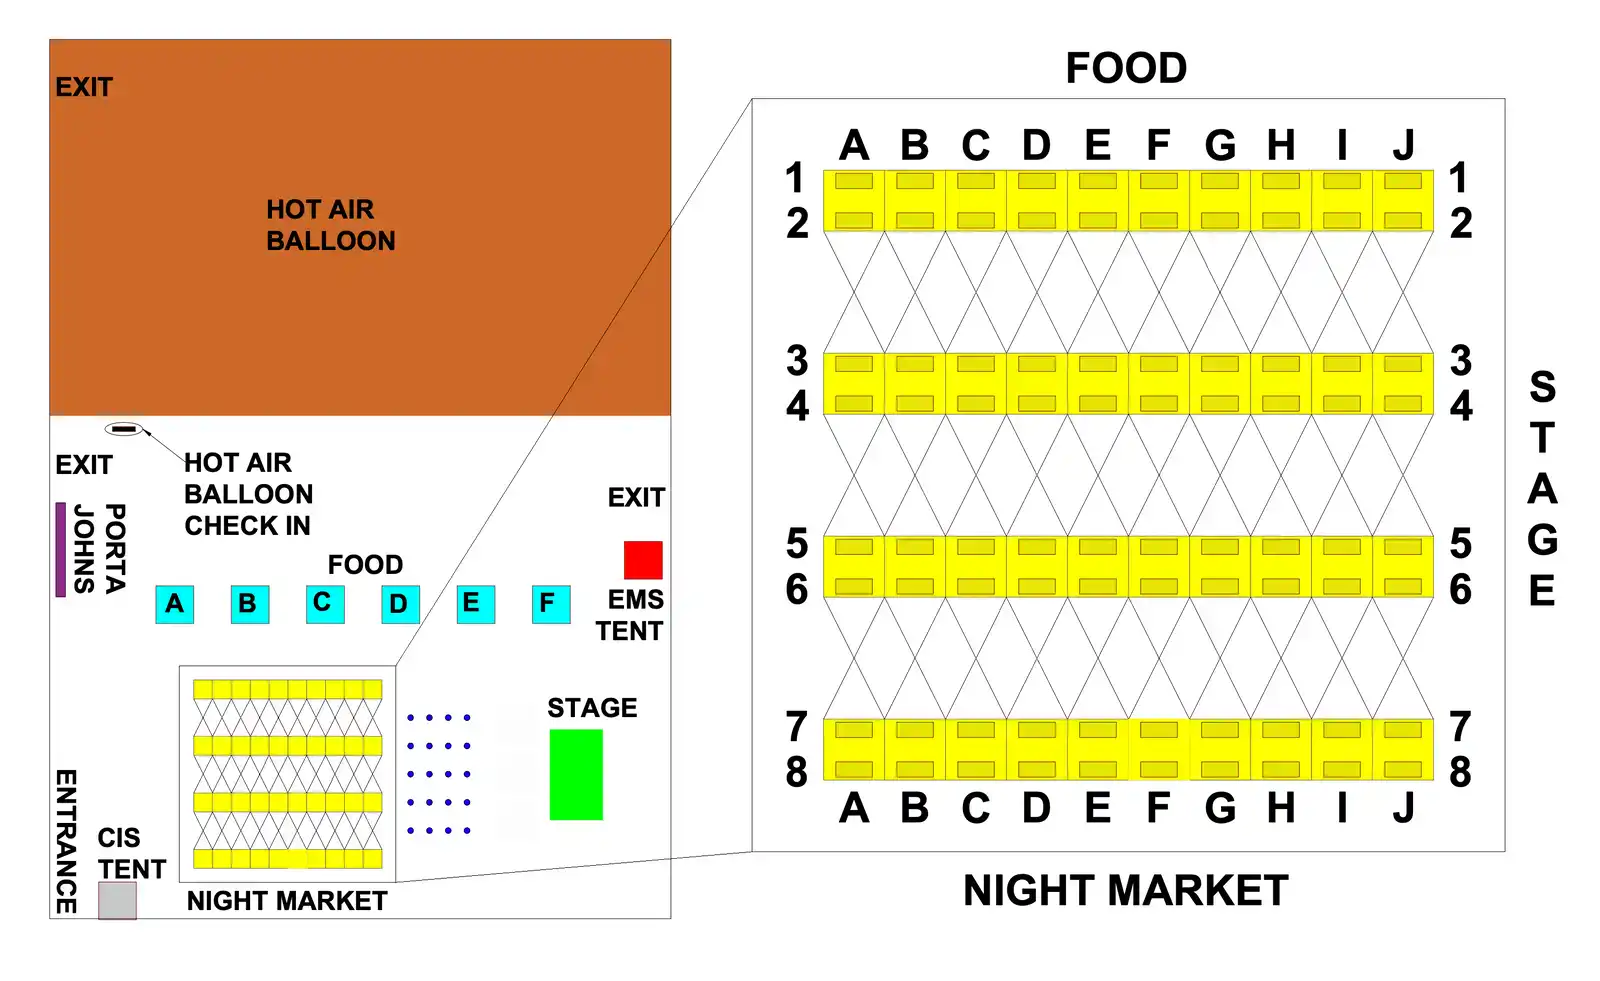 EXIT
HOT AIR
BALLOON
EXIT
HOT AIR
BALLOON
CHECK IN
PORTA
JOHNS
EXIT
FOOD
A B C D E F
EMS
TENT
STAGE
ENTRANCE
CIS
TENT
NIGHT MARKET
FOOD
A B C D E F G H I J
1 1
2 2
3 3
4 4
5 5
6 6
7 7
8 8
A B C D E F G H I J
STAGE
NIGHT MARKET